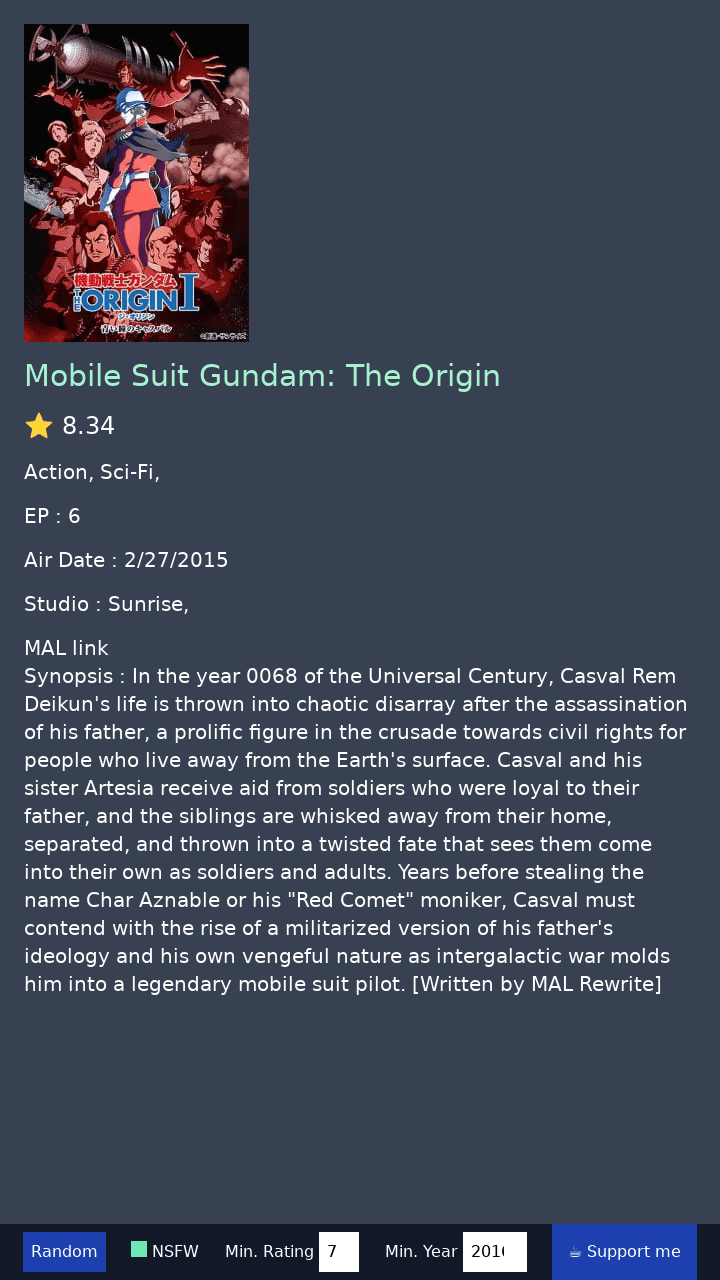 機動戦士ガンダム
THE ORIGIN I
ジ・オリジン
青い瞳のキャスバル
©創通・サンライズ
Mobile Suit Gundam: The Origin
⭐ 8.34
Action, Sci-Fi,
EP : 6
Air Date : 2/27/2015
Studio : Sunrise,
MAL link
Synopsis : In the year 0068 of the Universal Century, Casval Rem
Deikun's life is thrown into chaotic disarray after the assassination
of his father, a prolific figure in the crusade towards civil rights for
people who live away from the Earth's surface. Casval and his
sister Artesia receive aid from soldiers who were loyal to their
father, and the siblings are whisked away from their home,
separated, and thrown into a twisted fate that sees them come
into their own as soldiers and adults. Years before stealing the
name Char Aznable or his "Red Comet" moniker, Casval must
contend with the rise of a militarized version of his father's
ideology and his own vengeful nature as intergalactic war molds
him into a legendary mobile suit pilot. [Written by MAL Rewrite]
Random NSFW Min. Rating 7 Min. Year 201 ☕ Support me